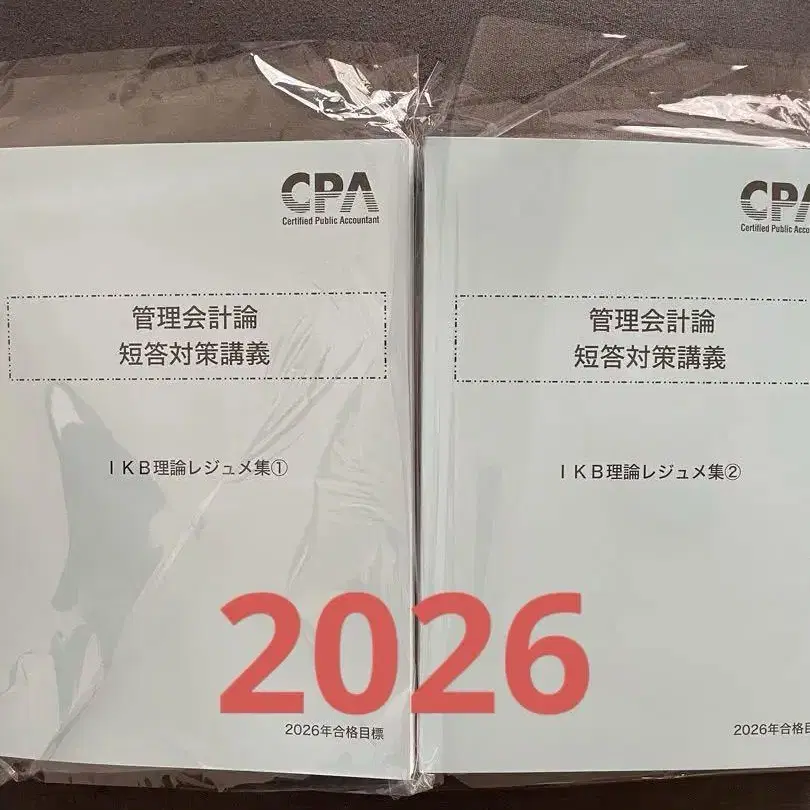 CPA
Certified Public Accountant
管理会計論
短答対策講義
ＩＫＢ理論レジュメ集①
2026年合格目標
CPA
Certified Public Acco
管理会計論
短答対策講義
ＩＫＢ理論レジュメ集②
2026年合格目
2026